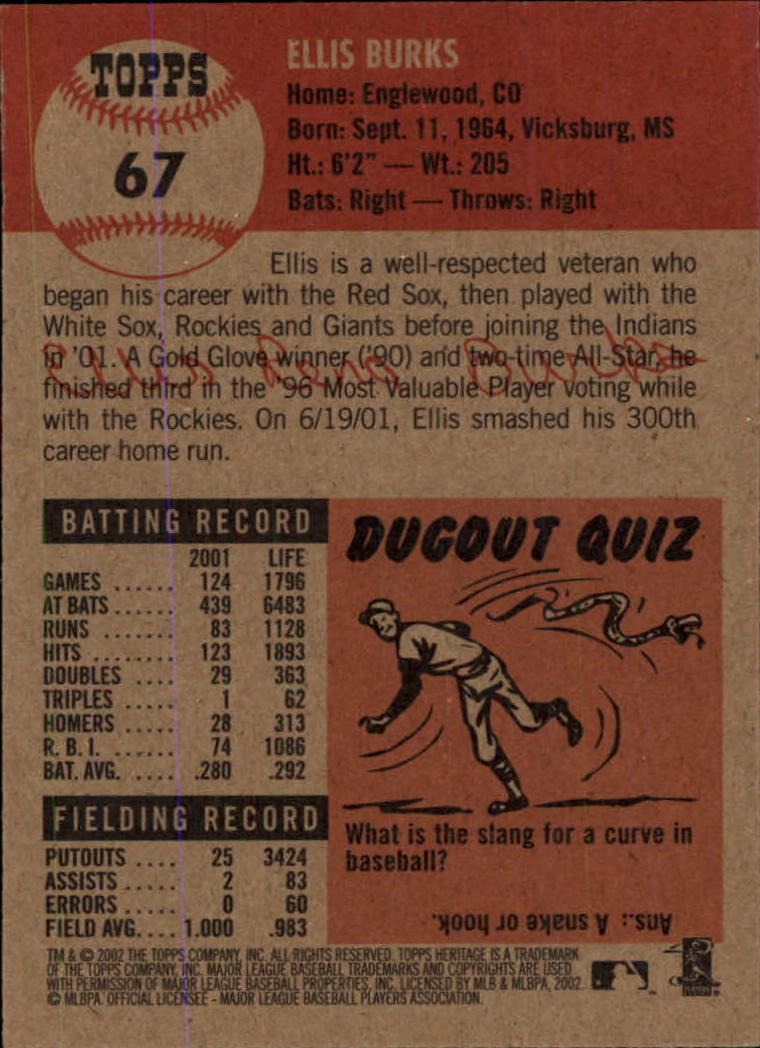 TOPPS
67
ELLIS BURKS
Home: Englewood, CO
Born: Sept. 11, 1964, Vicksburg, MS
Ht.: 6'2" — Wt.: 205
Bats: Right — Throws: Right
Ellis is a well-respected veteran who
began his career with the Red Sox, then played with the
White Sox, Rockies and Giants before joining the Indians
in '01. A Gold Glove winner ('90) and two-time All-Star, he
finished third in the '96 Most Valuable Player voting while
with the Rockies. On 6/19/01, Ellis smashed his 300th
career home run.
Ellis Rena Burks
BATTING RECORD
2001 LIFE
GAMES ...... 124 1796
AT BATS...... 439 6483
RUNS ....... 83 1128
HITS ........ 123 1893
DOUBLES .... 29 363
TRIPLES ..... 1 62
HOMERS ..... 28 313
R. B. I. ...... 74 1086
BAT. AVG. .... .280 .292
FIELDING RECORD
PUTOUTS .... 25 3424
ASSISTS ..... 2 83
ERRORS ..... 0 60
FIELD AVG.... 1.000 .983
DUGOUT QUIZ
What is the slang for a curve in
baseball?
Ans.: A snake or hook.
TM & © 2002 THE TOPPS COMPANY, INC. ALL RIGHTS RESERVED. TOPPS HERITAGE IS A TRADEMARK
OF THE TOPPS COMPANY, INC. MAJOR LEAGUE BASEBALL TRADEMARKS AND COPYRIGHTS ARE USED
WITH PERMISSION OF MAJOR LEAGUE BASEBALL PROPERTIES, INC. LICENSED BY MLB & MLBPA, 2002.
© MLBPA. OFFICIAL LICENSEE - MAJOR LEAGUE BASEBALL PLAYERS ASSOCIATION.